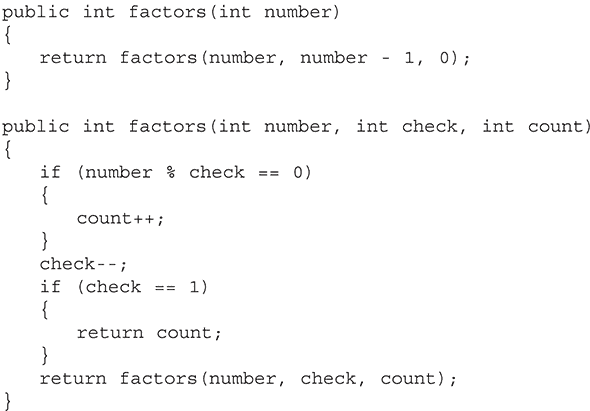 public int factors(int number)
{
   return factors(number, number - 1, 0);
}

public int factors(int number, int check, int count)
{
   if (number % check == 0)
   {
      count++;
   }
   check--;
   if (check == 1)
   {
      return count;
   }
   return factors(number, check, count);
}